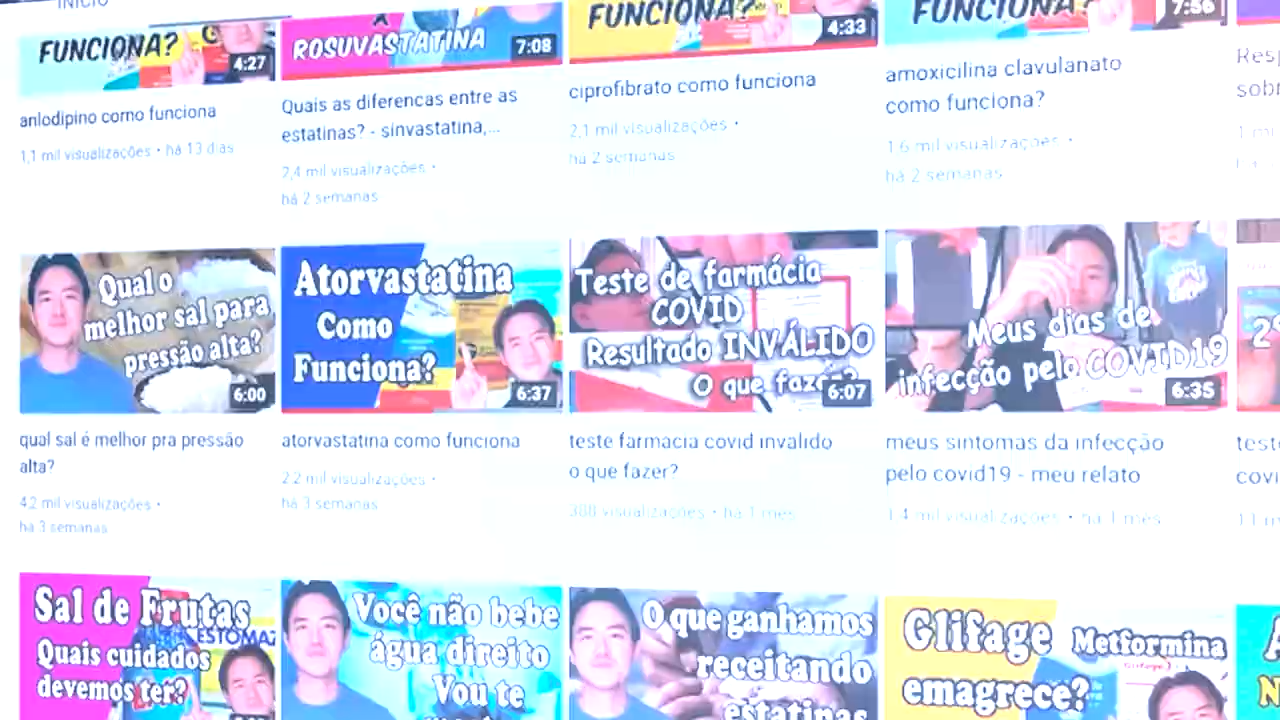 INÍCIO
FUNCIONA?
4:27
ROSUVASTATINA
7:08
FUNCIONA?
4:33
FUNCIONA?
7:56
anlodipino como funciona
1,1 mil visualizações • há 13 dias
Quais as diferencas entre as
estatinas? - sinvastatina,...
2,4 mil visualizações •
há 2 semanas
ciprofibrato como funciona
2,1 mil visualizações •
há 2 semanas
amoxicilina clavulanato
como funciona?
1,6 mil visualizações •
há 2 semanas
Qual o
melhor sal para
pressão alta?
6:00
Atorvastatina
Como
Funciona?
6:37
Teste de farmácia
COVID
Resultado INVÁLIDO
O que fazer?
6:07
Meus dias de
infecção pelo COVID19
6:35
qual sal é melhor pra pressão
alta?
4,2 mil visualizações •
há 3 semanas
atorvastatina como funciona
2,2 mil visualizações •
há 3 semanas
teste farmacia covid invalido
o que fazer?
388 visualizações • há 1 mês
meus sintomas da infecção
pelo covid19 - meu relato
1,4 mil visualizações • há 1 mês
Sal de Frutas
ESTOMAZ
Quais cuidados
devemos ter?
Você não bebe
água direito
Vou te
O que ganhamos
receitando
estatinas
Glifage Metformina
emagrece?